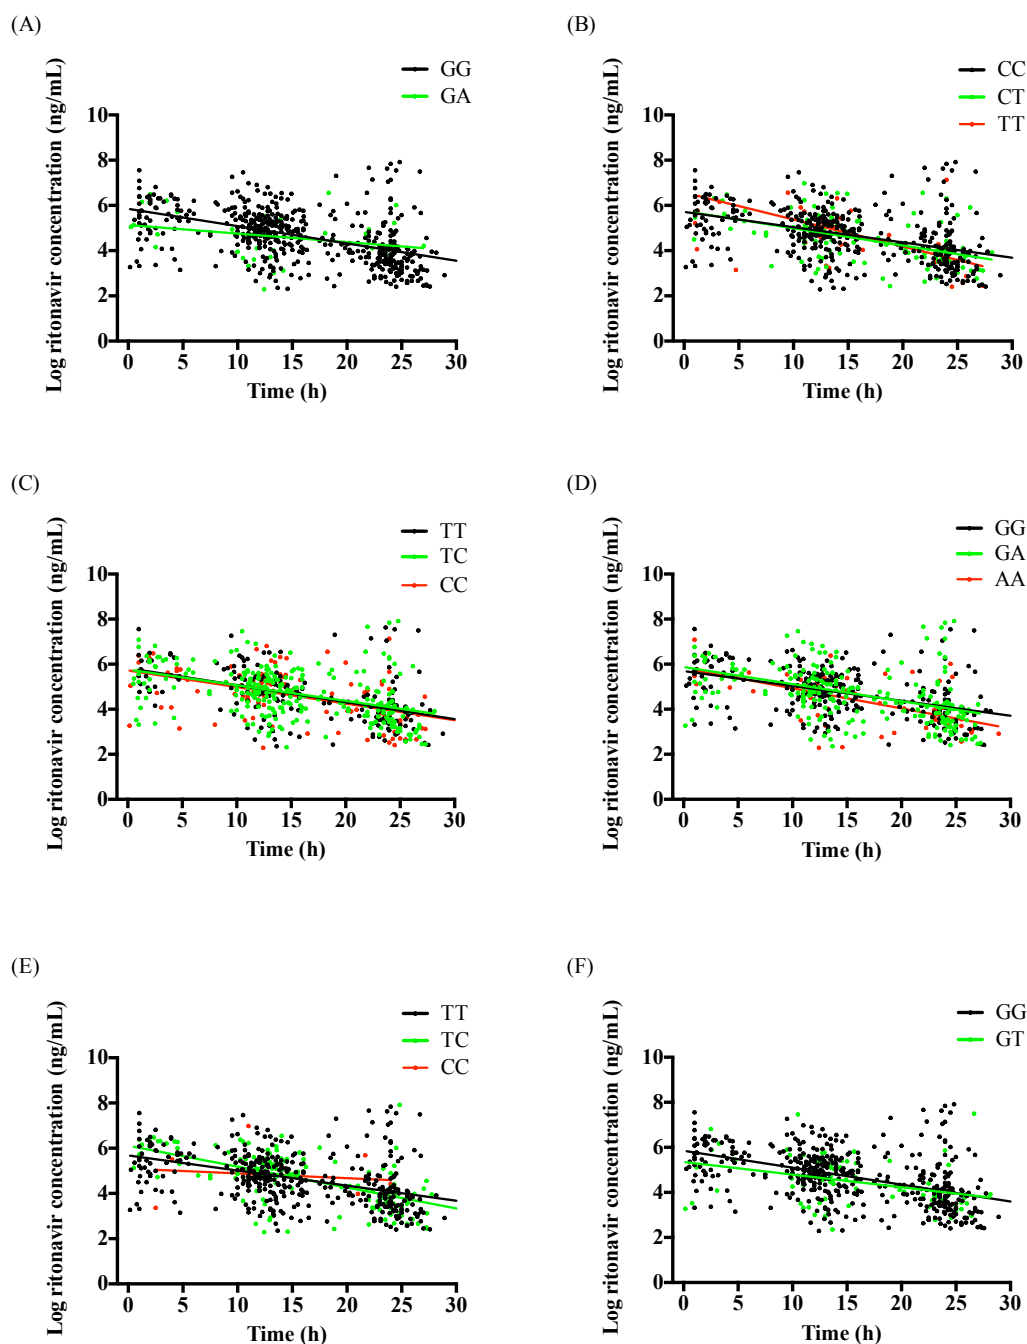 (A)
(B)
GG
GA
CC
CT
TT
Log ritonavir concentration (ng/mL)
10
8
6
4
2
0
0 5 10 15 20 25 30
Time (h)
Log ritonavir concentration (ng/mL)
10
8
6
4
2
0
0 5 10 15 20 25 30
Time (h)
(C)
(D)
TT
TC
CC
GG
GA
AA
Log ritonavir concentration (ng/mL)
10
8
6
4
2
0
0 5 10 15 20 25 30
Time (h)
Log ritonavir concentration (ng/mL)
10
8
6
4
2
0
0 5 10 15 20 25 30
Time (h)
(E)
(F)
TT
TC
CC
GG
GT
Log ritonavir concentration (ng/mL)
10
8
6
4
2
0
0 5 10 15 20 25 30
Time (h)
Log ritonavir concentration (ng/mL)
10
8
6
4
2
0
0 5 10 15 20 25 30
Time (h)